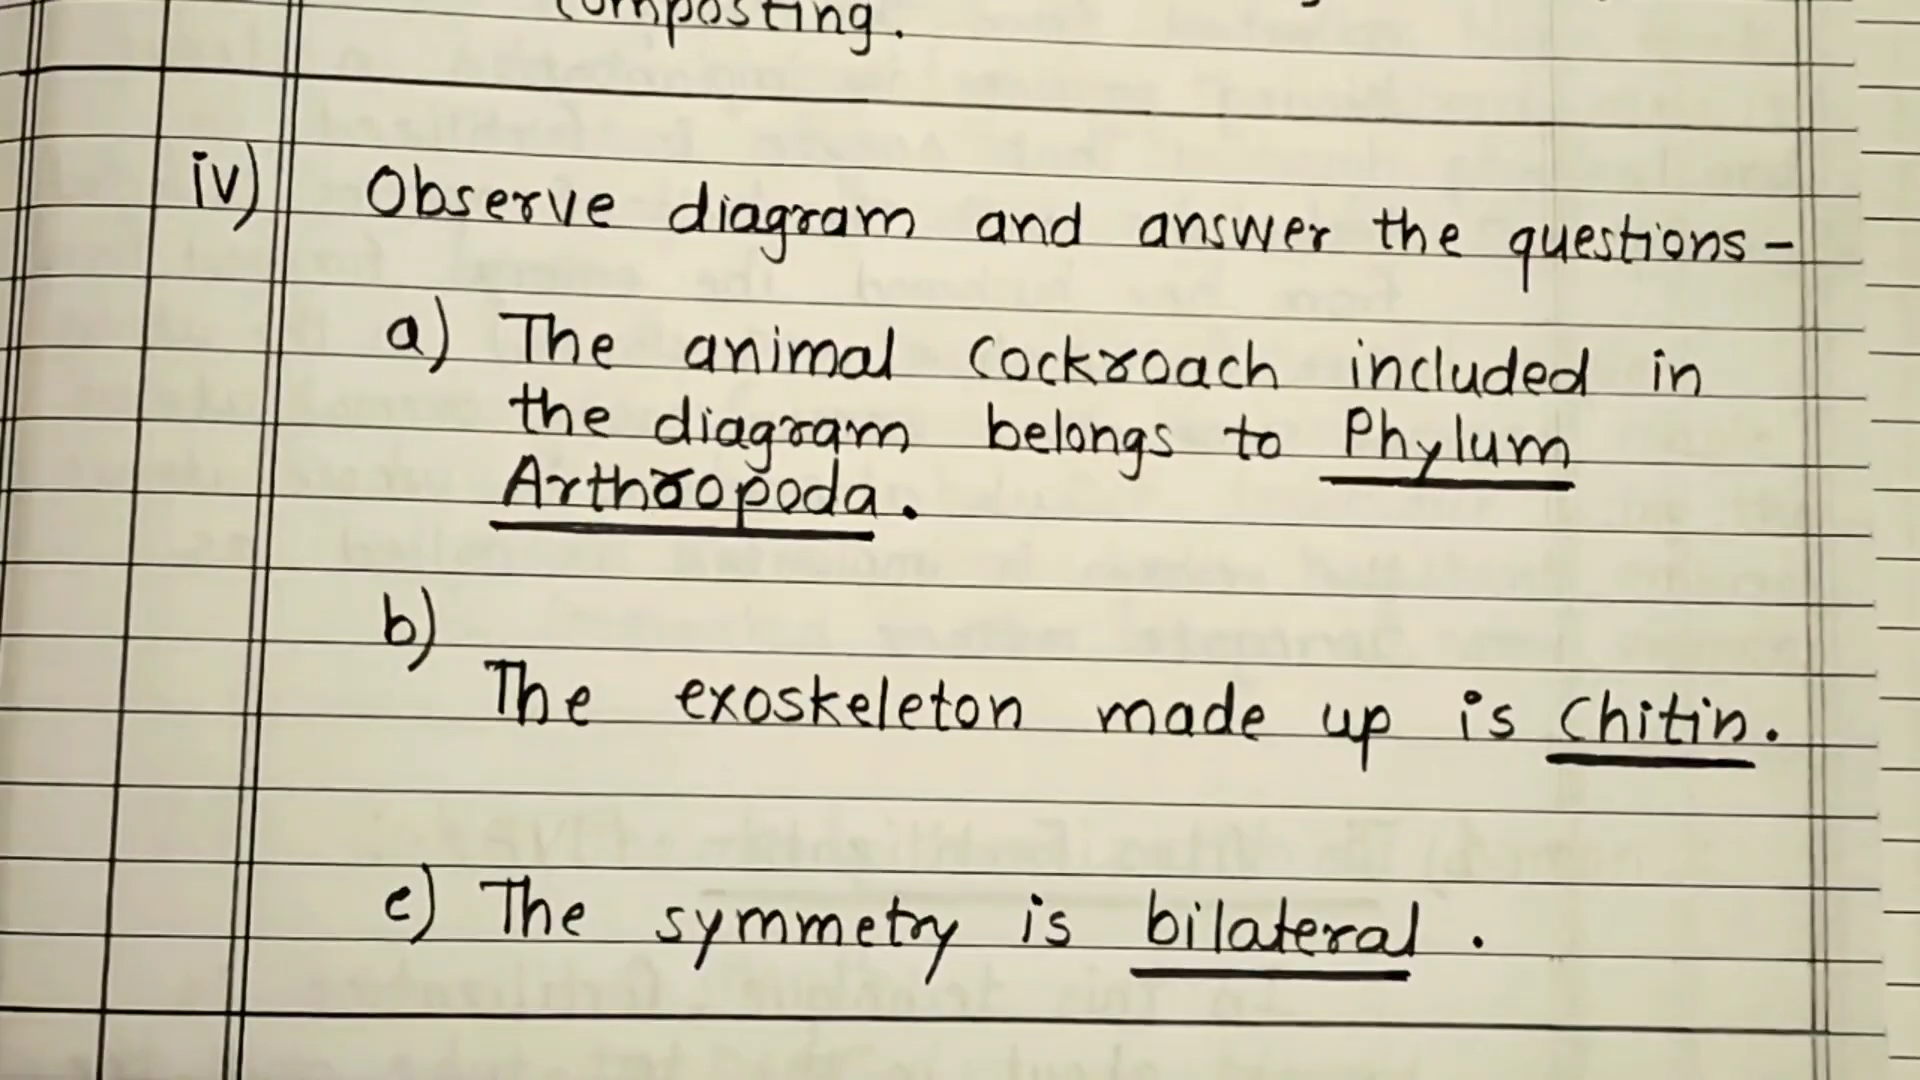 composting.
iv) Observe diagram and answer the questions -
a) The animal cockroach included in
the diagram belongs to Phylum
Arthropoda.
b)
The exoskeleton made up is chitin.
c) The symmetry is bilateral.